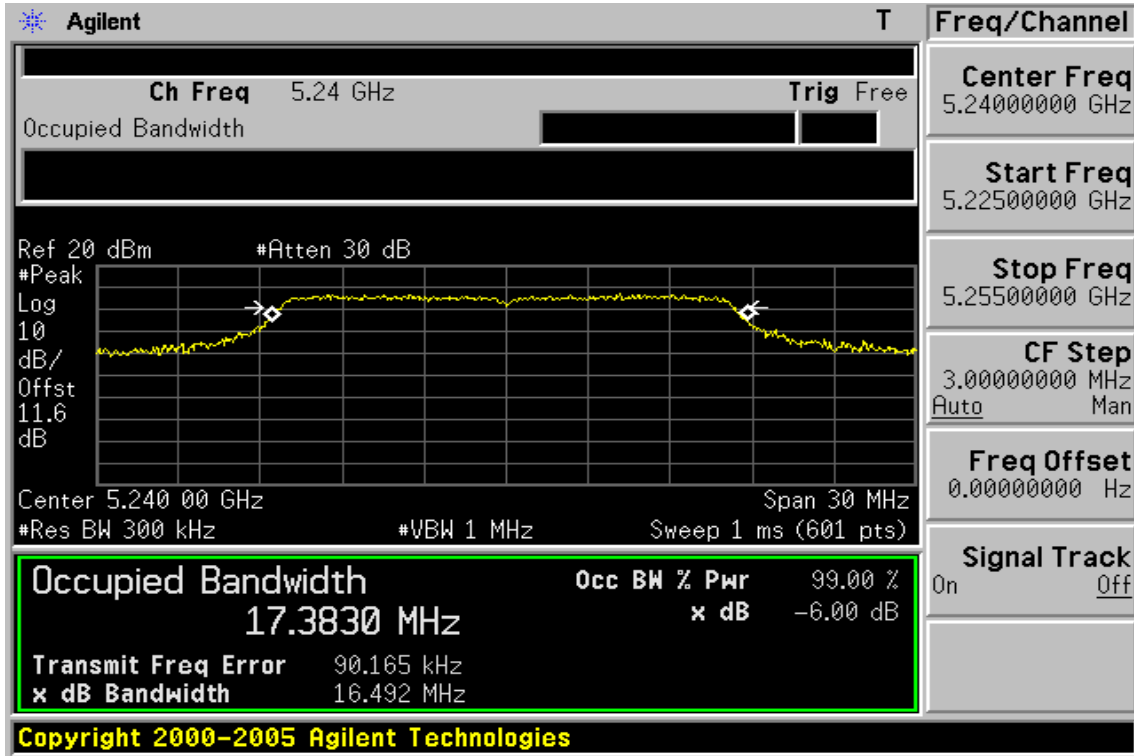 Agilent T
Freq/Channel
Ch Freq 5.24 GHz Trig Free
Occupied Bandwidth
Center Freq
5.24000000 GHz
Start Freq
5.22500000 GHz
Stop Freq
5.25500000 GHz
CF Step
3.00000000 MHz
Auto Man
Freq Offset
0.00000000 Hz
Signal Track
On Off
Ref 20 dBm #Atten 30 dB
#Peak
Log
10
dB/
Offst
11.6
dB
Center 5.240 00 GHz Span 30 MHz
#Res BW 300 kHz #VBW 1 MHz Sweep 1 ms (601 pts)
Occupied Bandwidth
17.3830 MHz
Occ BW % Pwr 99.00 %
x dB -6.00 dB
Transmit Freq Error 90.165 kHz
x dB Bandwidth 16.492 MHz
Copyright 2000-2005 Agilent Technologies